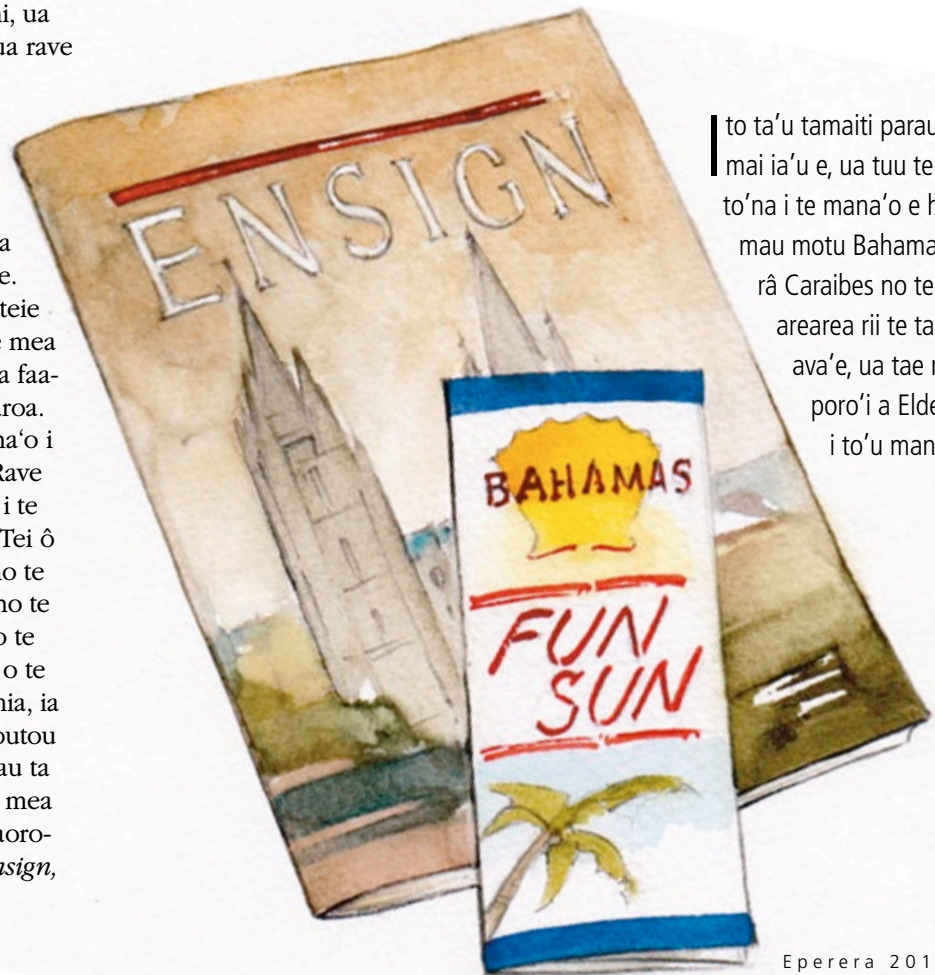 i, ua
ua rave
a
e.
teie
e mea
a faa-
roa.
na‘o i
Rave
i te
Tei ô
no te
no te
o te
o te
nia, ia
outou
au ta
mea
aoro-
nsign,
ENSIGN
BAHAMAS
FUN
SUN
Ito ta‘u tamaiti parau
mai ia‘u e, ua tuu te
to‘na i te mana‘o e h
mau motu Bahama
râ Caraibes no te
arearea rii te ta
ava‘e, ua tae
poro‘i a Elde
i to‘u man
Eperera 201